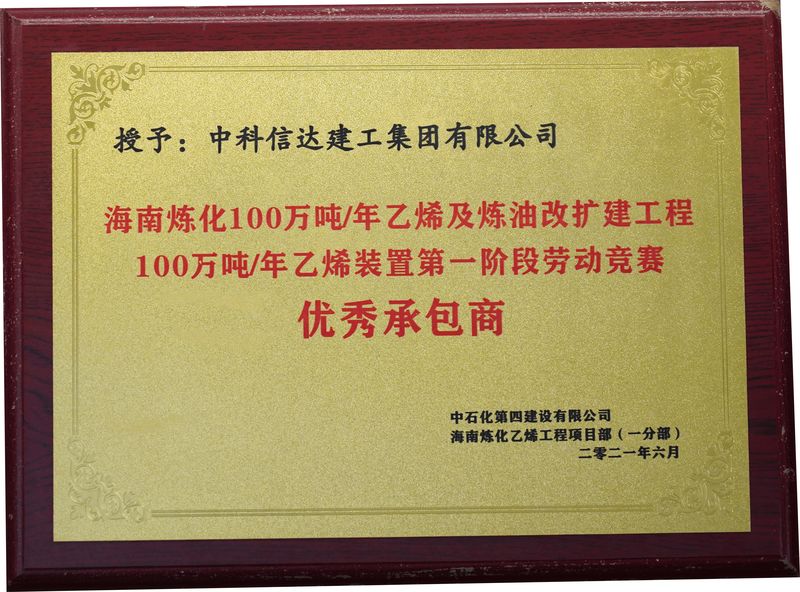 授予：中科信达建工集团有限公司
海南炼化100万吨/年乙烯及炼油改扩建工程
100万吨/年乙烯装置第一阶段劳动竞赛
优秀承包商
中石化第四建设有限公司
海南炼化乙烯工程项目部（一分部）
二零二一年六月